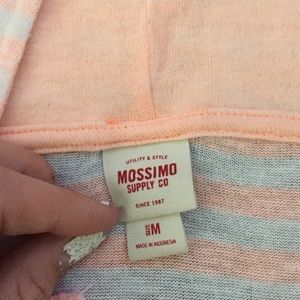 UTILITY & STYLE
MOSSIMO
SUPPLY CO
SINCE 1987
SIZE M
MADE IN INDONESIA